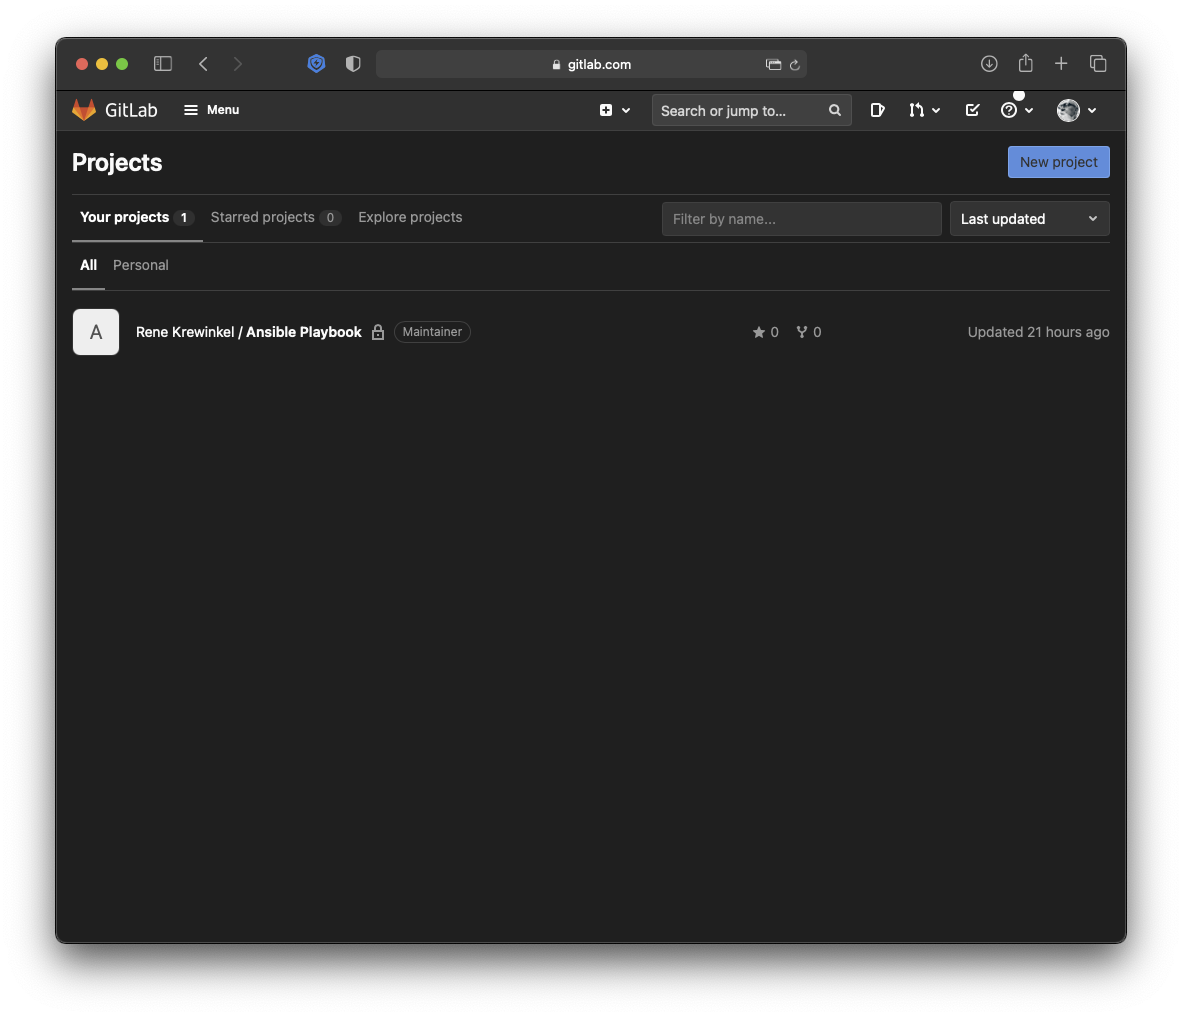 gitlab.com
GitLab Menu Search or jump to...
Projects New project
Your projects 1 Starred projects 0 Explore projects Filter by name... Last updated
All Personal
A Rene Krewinkel / Ansible Playbook Maintainer 0 0 Updated 21 hours ago